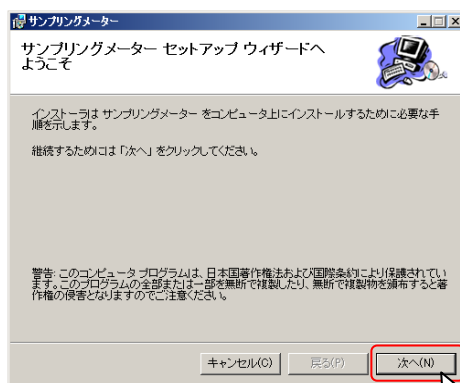 サンプリングメーター
サンプリングメーター セットアップ ウィザードへ
ようこそ
インストーラは サンプリングメーター をコンピュータ上にインストールするために必要な手
順を示します。
継続するためには「次へ」をクリックしてください。
警告: このコンピュータ プログラムは、日本国著作権法および国際条約により保護されてい
ます。このプログラムの全部または一部を無断で複製したり、無断で複製物を頒布すると著
作権の侵害となりますのでご注意ください。
キャンセル(C) 戻る(P) 次へ(N)